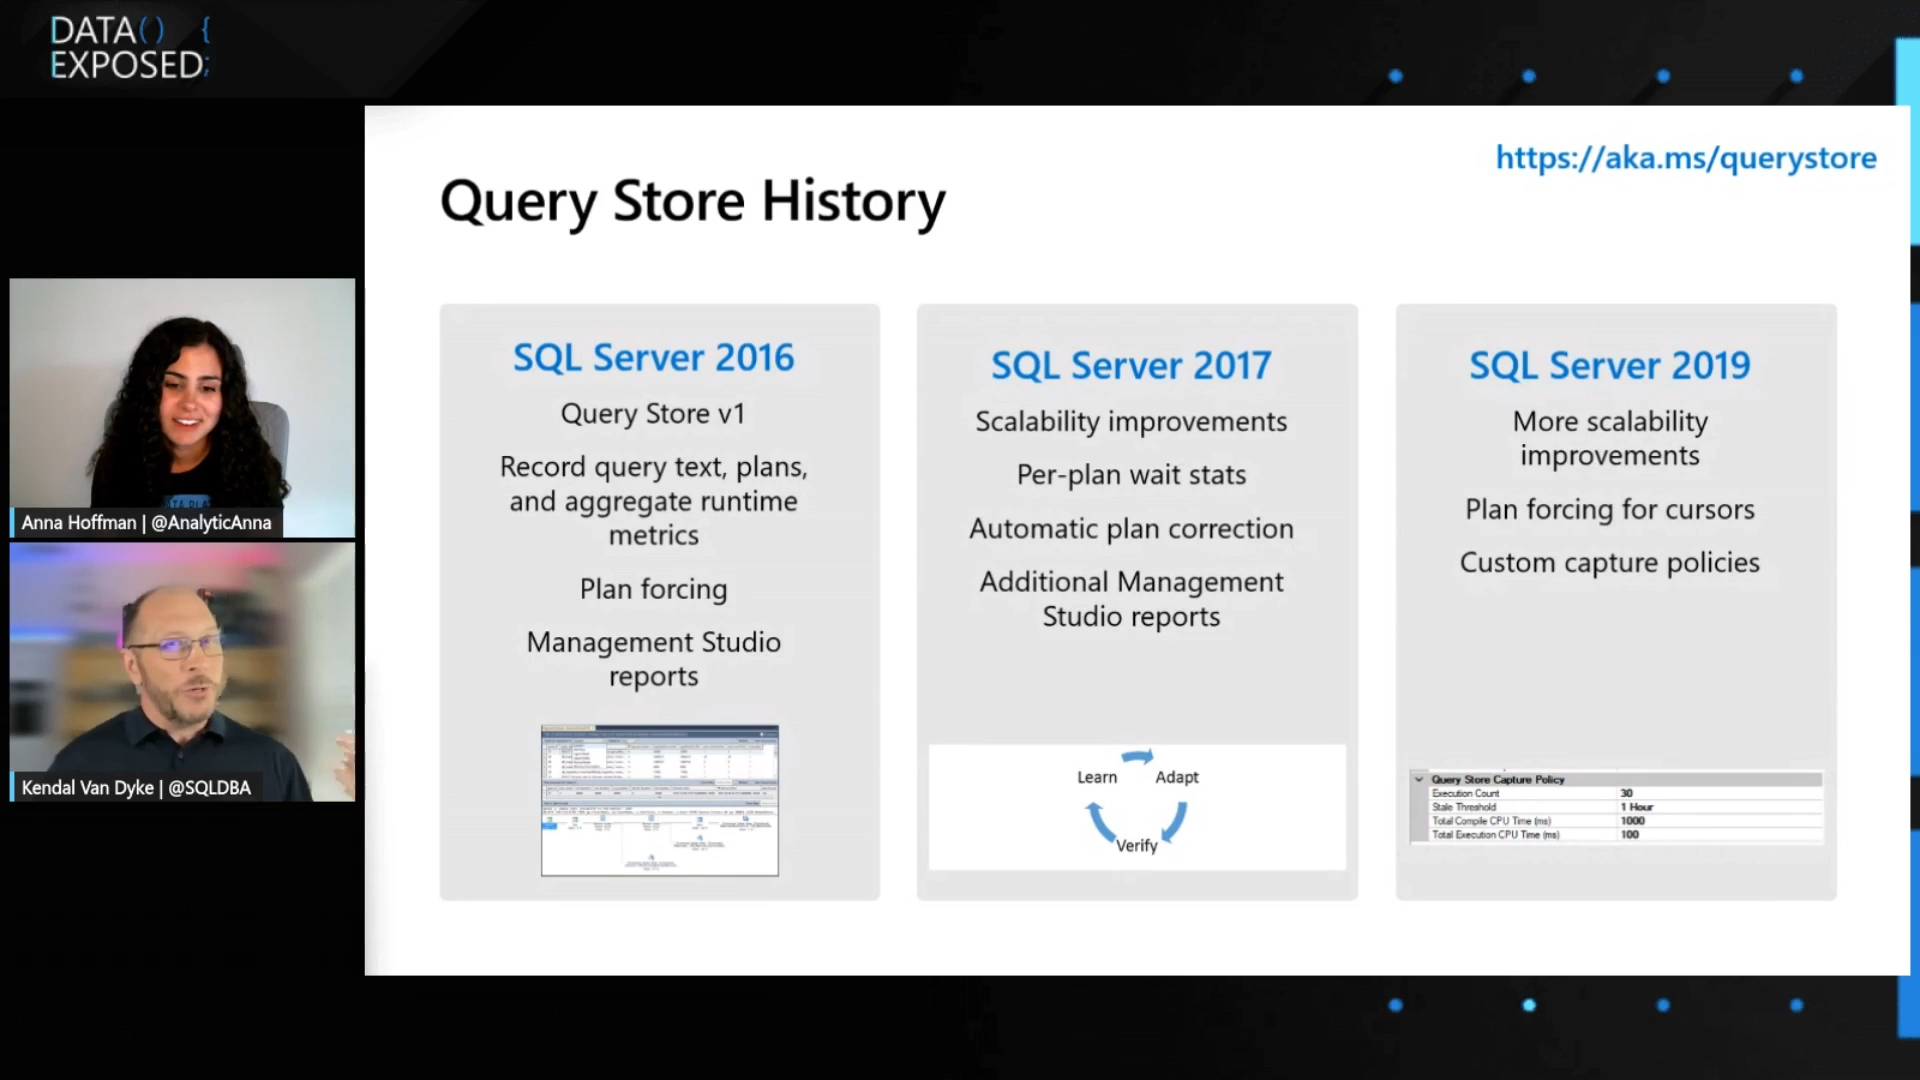 DATA() {
EXPOSED;
https://aka.ms/querystore
Query Store History
SQL Server 2016
Query Store v1
Record query text, plans,
and aggregate runtime
metrics
Plan forcing
Management Studio
reports
SQL Server 2017
Scalability improvements
Per-plan wait stats
Automatic plan correction
Additional Management
Studio reports
Learn
Adapt
Verify
SQL Server 2019
More scalability
improvements
Plan forcing for cursors
Custom capture policies
Query Store Capture Policy
Execution Count 30
Stale Threshold 1 Hour
Total Compile CPU Time (ms) 1000
Total Execution CPU Time (ms) 100
Anna Hoffman | @AnalyticAnna
Kendal Van Dyke | @SQLDBA